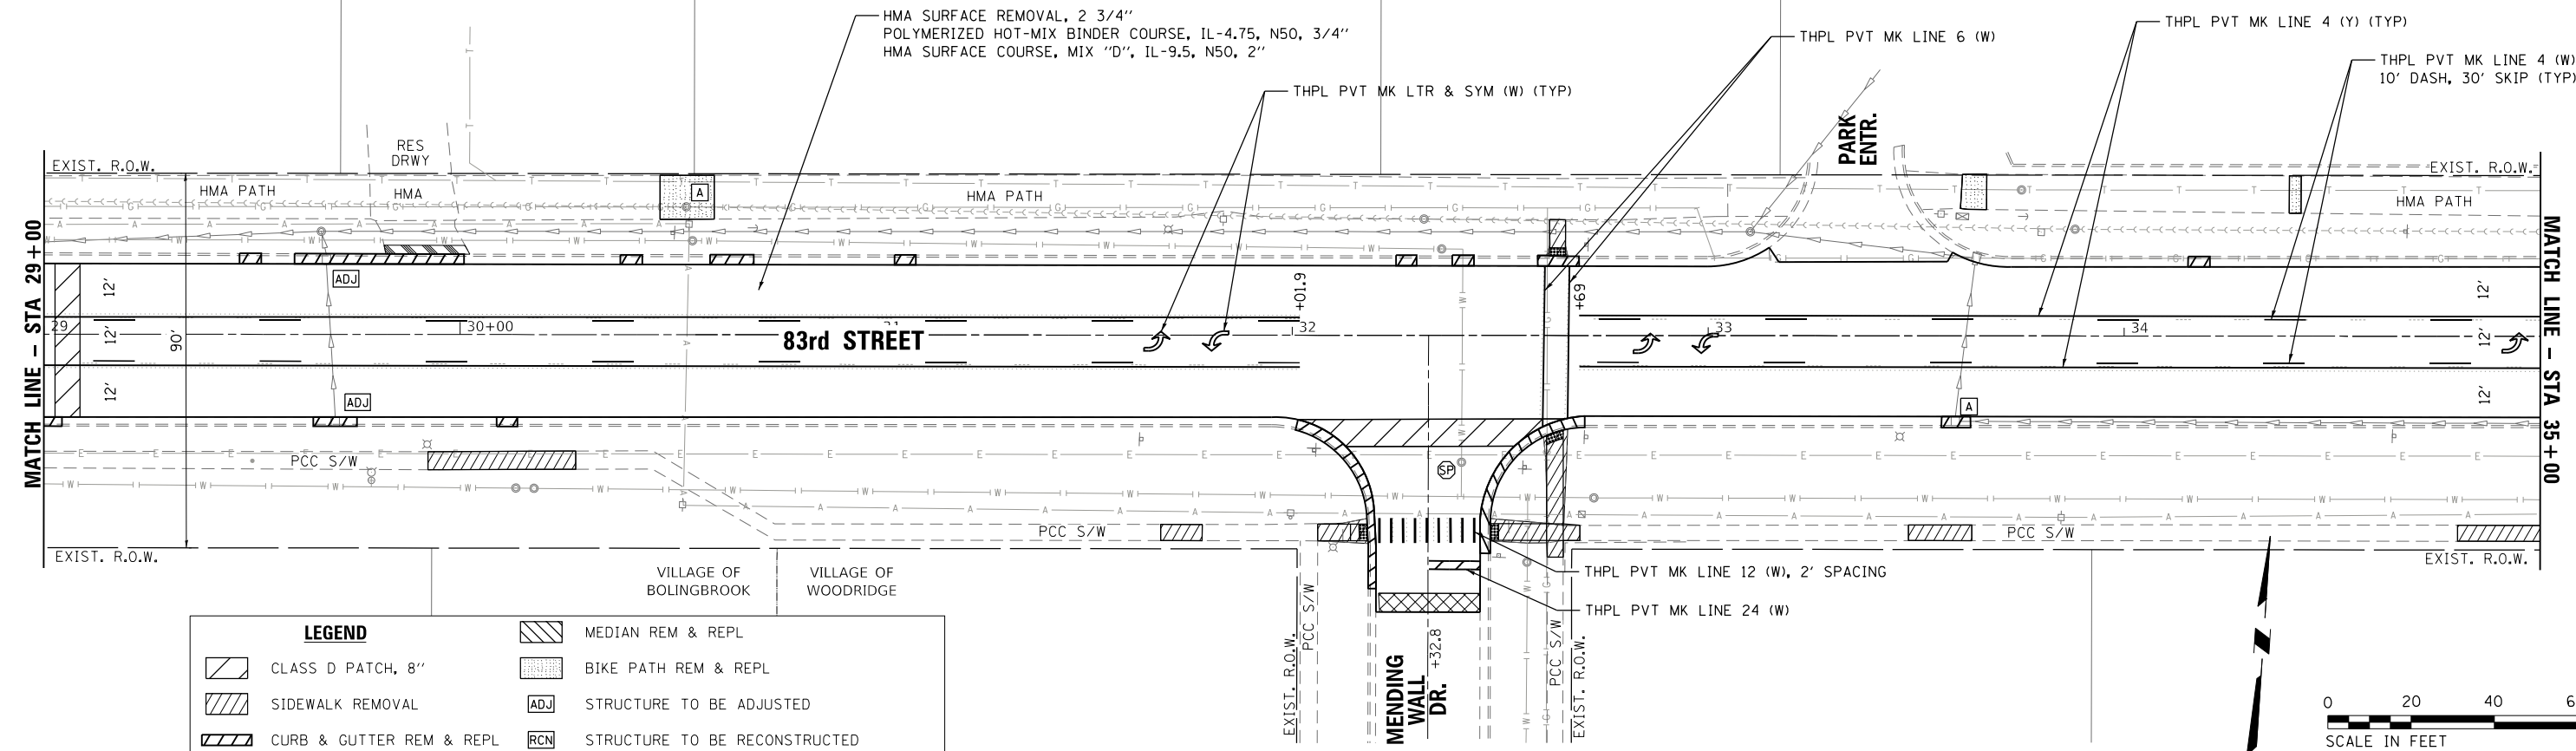 HMA SURFACE REMOVAL, 2 3/4"
POLYMERIZED HOT-MIX BINDER COURSE, IL-4.75, N50, 3/4"
HMA SURFACE COURSE, MIX "D", IL-9.5, N50, 2"
THPL PVT MK LTR & SYM (W) (TYP)
THPL PVT MK LINE 6 (W)
THPL PVT MK LINE 4 (Y) (TYP)
THPL PVT MK LINE 4 (W)
10' DASH, 30' SKIP (TYP)
PARK
ENTR.
RES
DRWY
EXIST. R.O.W.
EXIST. R.O.W.
HMA PATH
HMA
A
HMA PATH
HMA PATH
MATCH LINE - STA 29+00
MATCH LINE - STA 35+00
ADJ
12'
12'
12'
90'
29
30+00
83rd STREET
+01.9
32
+69
33
34
12'
12'
12'
ADJ
A
PCC S/W
SP
PCC S/W
PCC S/W
EXIST. R.O.W.
EXIST. R.O.W.
VILLAGE OF
BOLINGBROOK
VILLAGE OF
WOODRIDGE
THPL PVT MK LINE 12 (W), 2' SPACING
THPL PVT MK LINE 24 (W)
EXIST. R.O.W.
PCC S/W
MENDING
WALL
DR.
+32.8
PCC S/W
EXIST. R.O.W.
LEGEND
CLASS D PATCH, 8"
SIDEWALK REMOVAL
CURB & GUTTER REM & REPL
MEDIAN REM & REPL
BIKE PATH REM & REPL
ADJ STRUCTURE TO BE ADJUSTED
RCN STRUCTURE TO BE RECONSTRUCTED
0 20 40 6
SCALE IN FEET